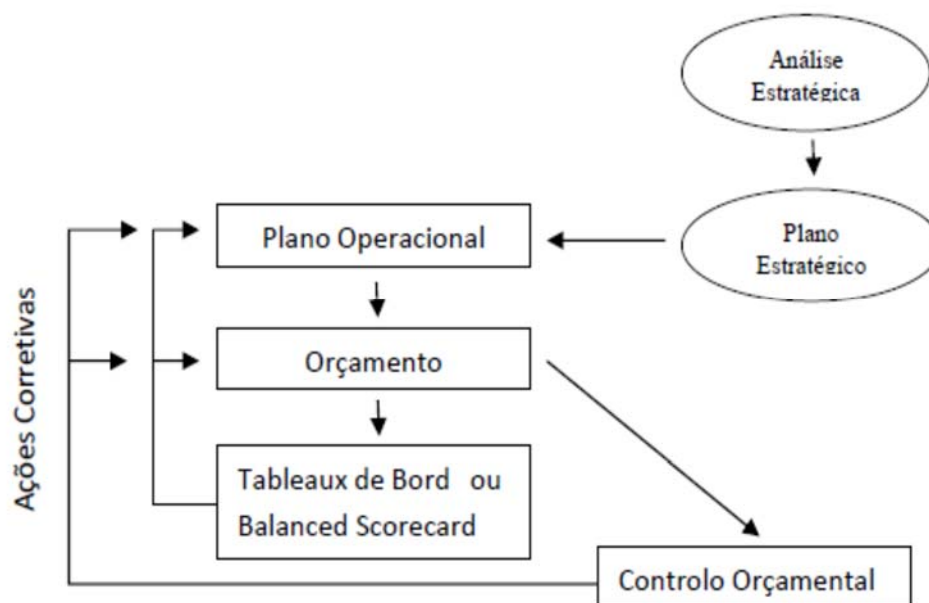 Análise
Estratégica
Plano
Estratégico
Plano Operacional
Orçamento
Tableaux de Bord ou
Balanced Scorecard
Controlo Orçamental
Ações Corretivas